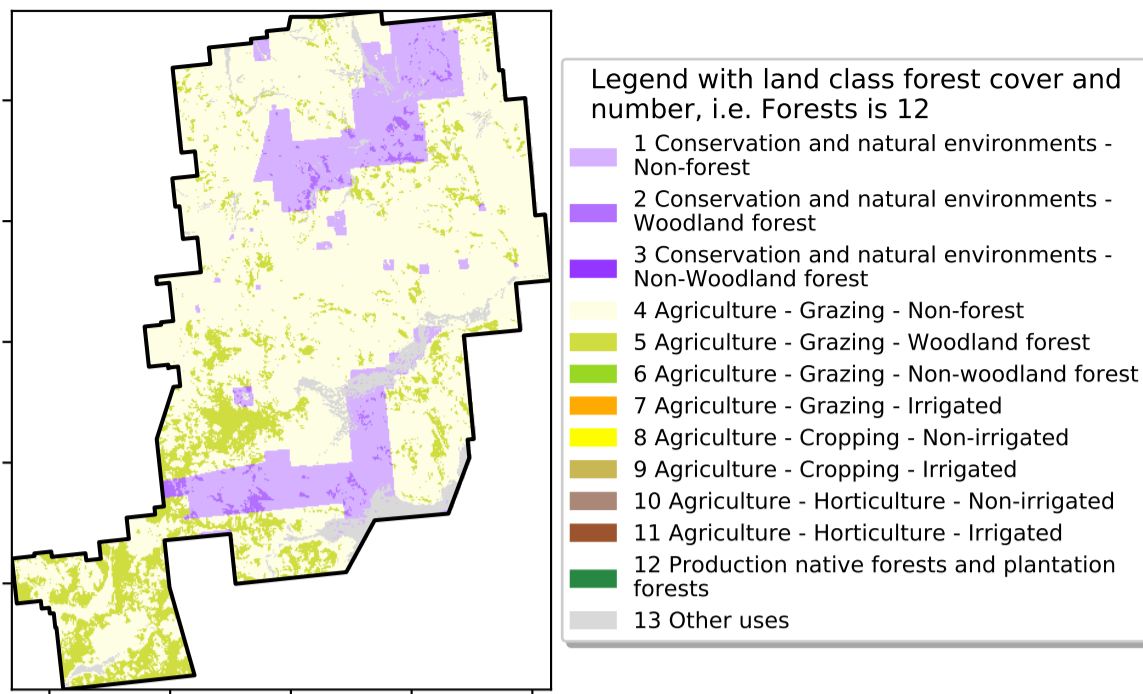 Legend with land class forest cover and
number, i.e. Forests is 12
1 Conservation and natural environments -
Non-forest
2 Conservation and natural environments -
Woodland forest
3 Conservation and natural environments -
Non-Woodland forest
4 Agriculture - Grazing - Non-forest
5 Agriculture - Grazing - Woodland forest
6 Agriculture - Grazing - Non-woodland forest
7 Agriculture - Grazing - Irrigated
8 Agriculture - Cropping - Non-irrigated
9 Agriculture - Cropping - Irrigated
10 Agriculture - Horticulture - Non-irrigated
11 Agriculture - Horticulture - Irrigated
12 Production native forests and plantation
forests
13 Other uses